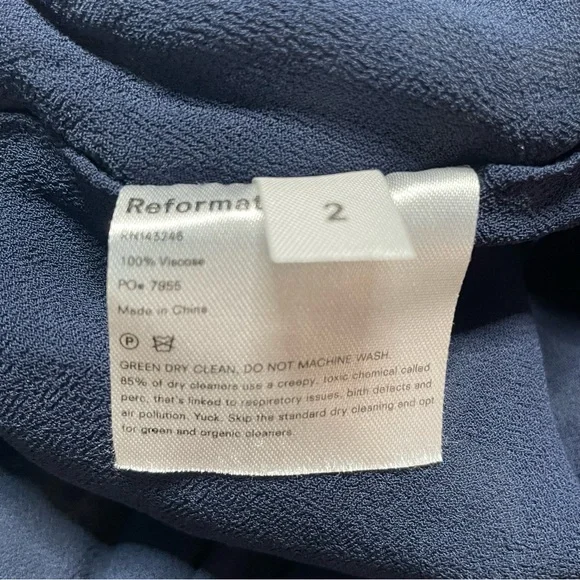 Reformat
2
RN143246
100% Viscose
PO# 7955
Made in China
P
GREEN DRY CLEAN, DO NOT MACHINE WASH.
85% of dry cleaners use a creepy, toxic chemical called
perc, that's linked to respiratory issues, birth defects and
air pollution. Yuck. Skip the standard dry cleaning and opt
for green and organic cleaners.